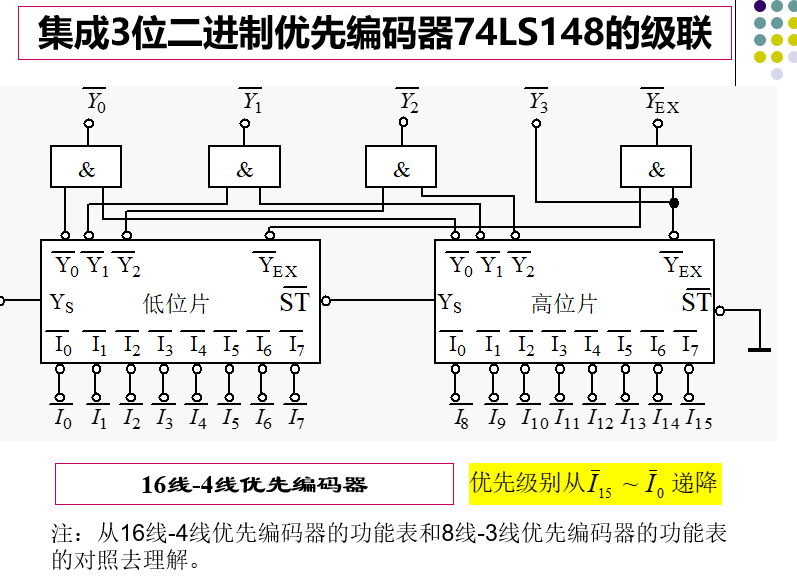 集成3位二进制优先编码器74LS148的级联
Y̅₀ Y̅₁ Y̅₂ Y̅₃ Y̅EX
& & & &
Y̅₀ Y̅₁ Y̅₂ Y̅EX Y̅₀ Y̅₁ Y̅₂ Y̅EX
YS 低位片 S̅T̅ YS 高位片 S̅T̅
I̅₀ I̅₁ I̅₂ I̅₃ I̅₄ I̅₅ I̅₆ I̅₇ I̅₀ I̅₁ I̅₂ I̅₃ I̅₄ I̅₅ I̅₆ I̅₇
I̅₀ I̅₁ I̅₂ I̅₃ I̅₄ I̅₅ I̅₆ I̅₇ I̅₈ I̅₉ I̅₁₀ I̅₁₁ I̅₁₂ I̅₁₃ I̅₁₄ I̅₁₅
16线-4线优先编码器 优先级别从I̅₁₅ ~ I̅₀ 递降
注：从16线-4线优先编码器的功能表和8线-3线优先编码器的功能表
的对照去理解。